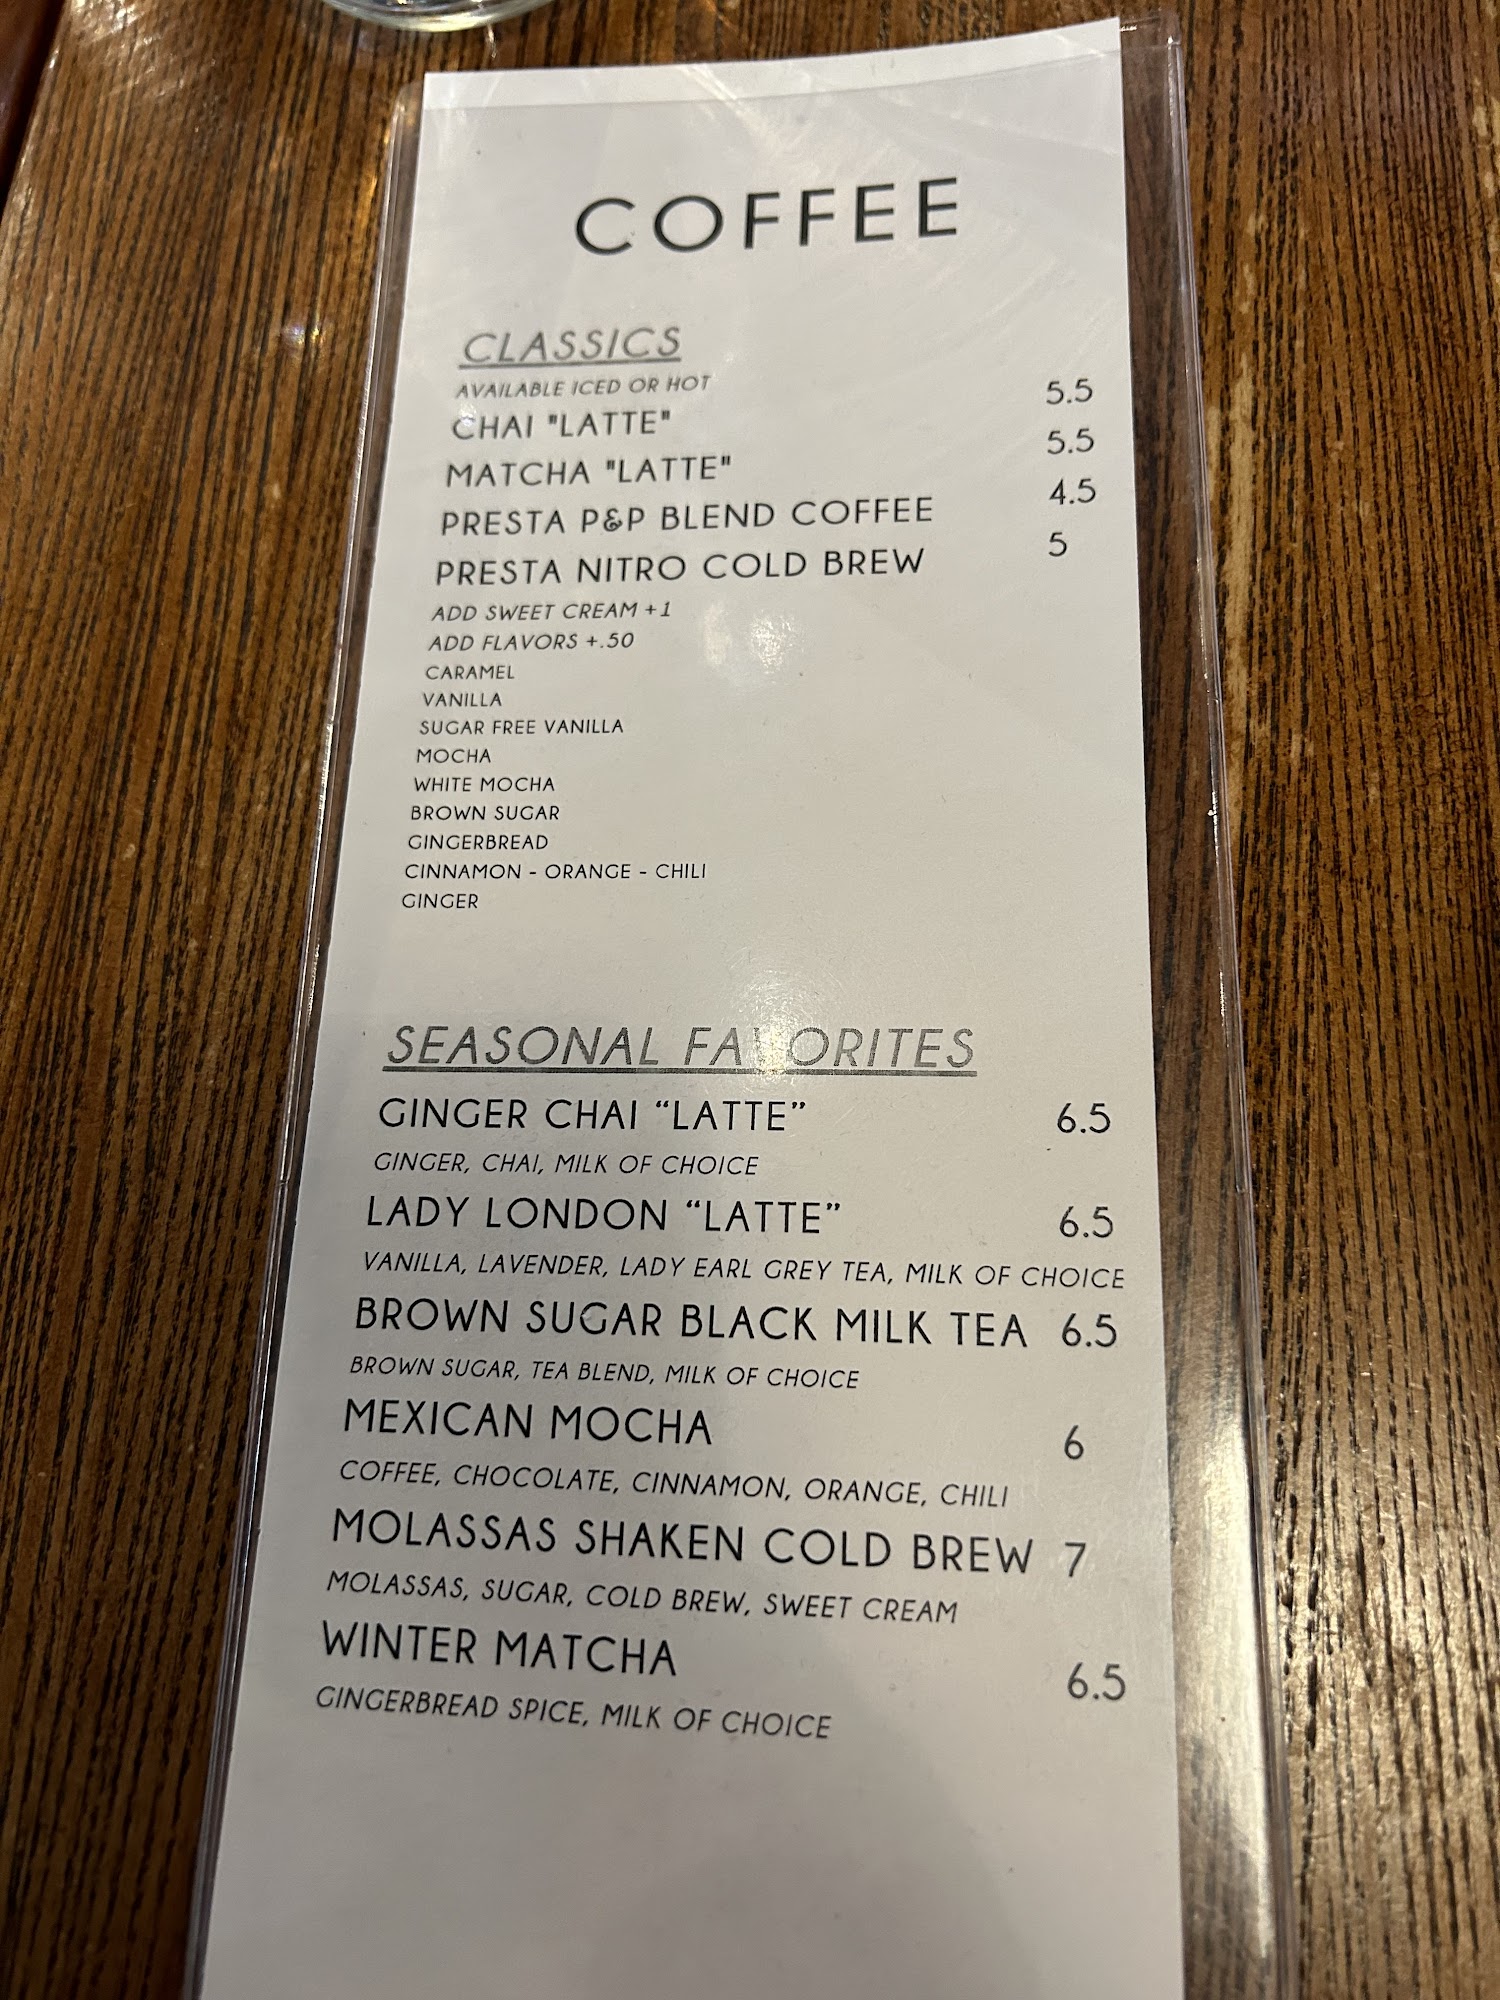 COFFEE
CLASSICS
AVAILABLE ICED OR HOT
CHAI "LATTE" 5.5
MATCHA "LATTE" 5.5
PRESTA P&P BLEND COFFEE 4.5
PRESTA NITRO COLD BREW 5
ADD SWEET CREAM +1
ADD FLAVORS +.50
CARAMEL
VANILLA
SUGAR FREE VANILLA
MOCHA
WHITE MOCHA
BROWN SUGAR
GINGERBREAD
CINNAMON - ORANGE - CHILI
GINGER
SEASONAL FAVORITES
GINGER CHAI “LATTE” 6.5
GINGER, CHAI, MILK OF CHOICE
LADY LONDON “LATTE” 6.5
VANILLA, LAVENDER, LADY EARL GREY TEA, MILK OF CHOICE
BROWN SUGAR BLACK MILK TEA 6.5
BROWN SUGAR, TEA BLEND, MILK OF CHOICE
MEXICAN MOCHA 6
COFFEE, CHOCOLATE, CINNAMON, ORANGE, CHILI
MOLASSAS SHAKEN COLD BREW 7
MOLASSAS, SUGAR, COLD BREW, SWEET CREAM
WINTER MATCHA 6.5
GINGERBREAD SPICE, MILK OF CHOICE